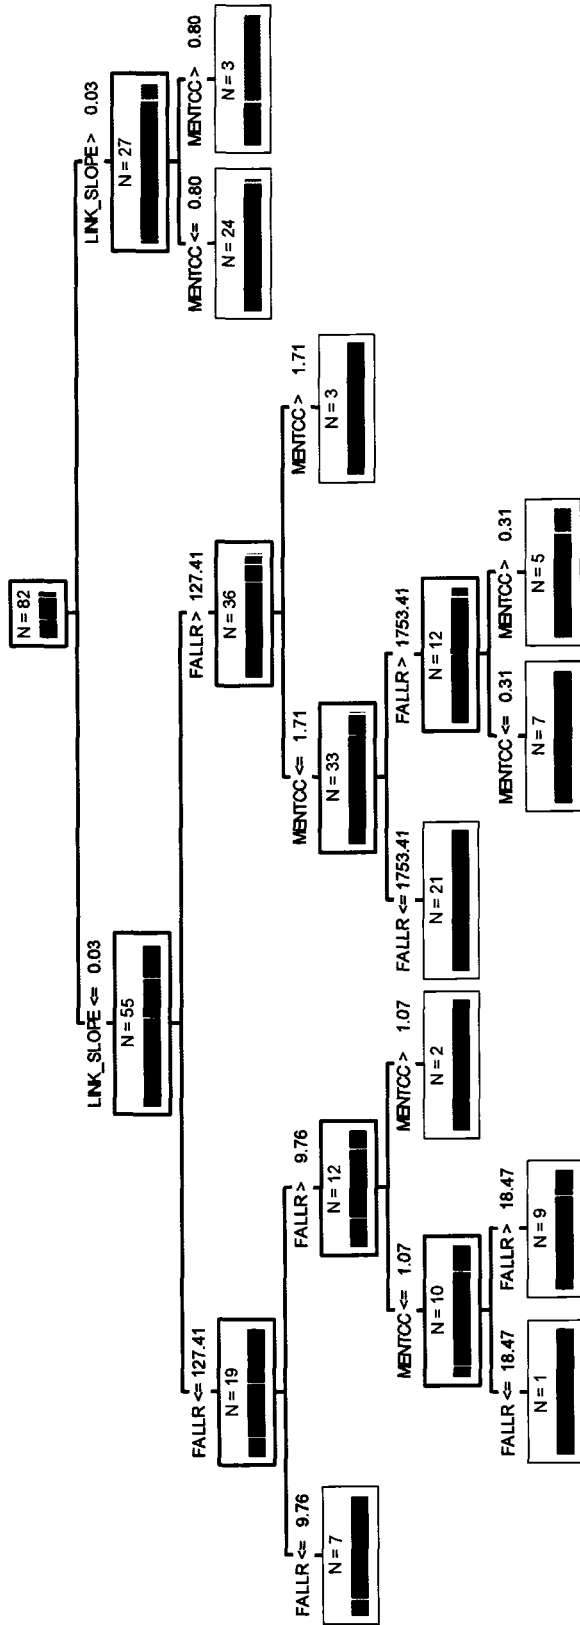 N = 82
LINK_SLOPE <= 0.03
LINK_SLOPE > 0.03
N = 55
N = 27
FALLR <= 127.41
FALLR > 127.41
MENTCC <= 0.80
MENTCC > 0.80
N = 19
N = 36
N = 24
N = 3
FALLR <= 9.76
FALLR > 9.76
MENTCC <= 1.71
MENTCC > 1.71
N = 7
N = 12
N = 33
N = 3
MENTCC <= 1.07
MENTCC > 1.07
FALLR <= 1753.41
FALLR > 1753.41
N = 10
N = 2
N = 21
N = 12
FALLR <= 18.47
FALLR > 18.47
MENTCC <= 0.31
MENTCC > 0.31
N = 1
N = 9
N = 7
N = 5